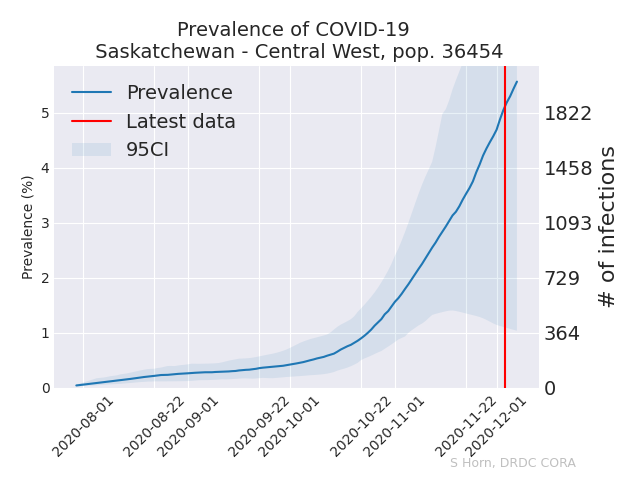 Prevalence of COVID-19
Saskatchewan - Central West, pop. 36454
Prevalence
Latest data
95CI
Prevalence (%)
5
4
3
2
1
0
1822
1458
1093
729
364
0
# of infections
2020-08-01
2020-08-22
2020-09-01
2020-09-22
2020-10-01
2020-10-22
2020-11-01
2020-11-22
2020-12-01
S Horn, DRDC CORA